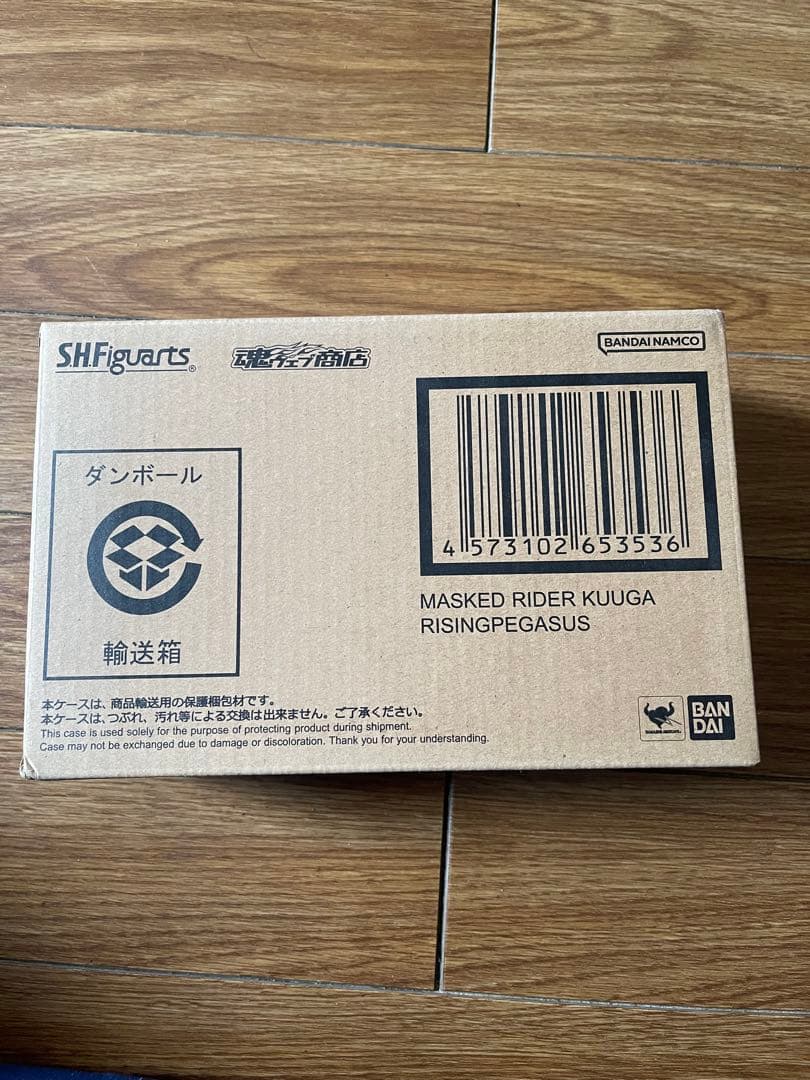 S.H.Figuarts®
魂ウェブ商店
BANDAI NAMCO
ダンボール
輸送箱
4 573102 653536
MASKED RIDER KUUGA
RISINGPEGASUS
本ケースは、商品輸送用の保護梱包材です。
本ケースは、つぶれ、汚れ等による交換は出来ません。ご了承ください。
This case is used solely for the purpose of protecting product during shipment.
Case may not be exchanged due to damage or discoloration. Thank you for your understanding.
BAN
DAI